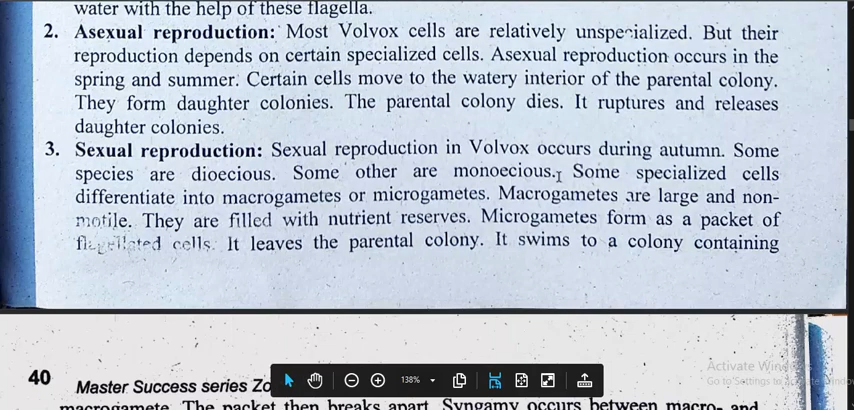 water with the help of these flagella.
2. Asexual reproduction: Most Volvox cells are relatively unspecialized. But their
reproduction depends on certain specialized cells. Asexual reproduction occurs in the
spring and summer. Certain cells move to the watery interior of the parental colony.
They form daughter colonies. The parental colony dies. It ruptures and releases
daughter colonies.
3. Sexual reproduction: Sexual reproduction in Volvox occurs during autumn. Some
species are dioecious. Some other are monoecious. Some specialized cells
differentiate into macrogametes or microgametes. Macrogametes are large and non-
motile. They are filled with nutrient reserves. Microgametes form as a packet of
flagellated cells. It leaves the parental colony. It swims to a colony containing
40 Master Success series
138%
Activate
Go to Settings to
macrogamete. The packet then breaks apart. Syngamy occurs between macro- and